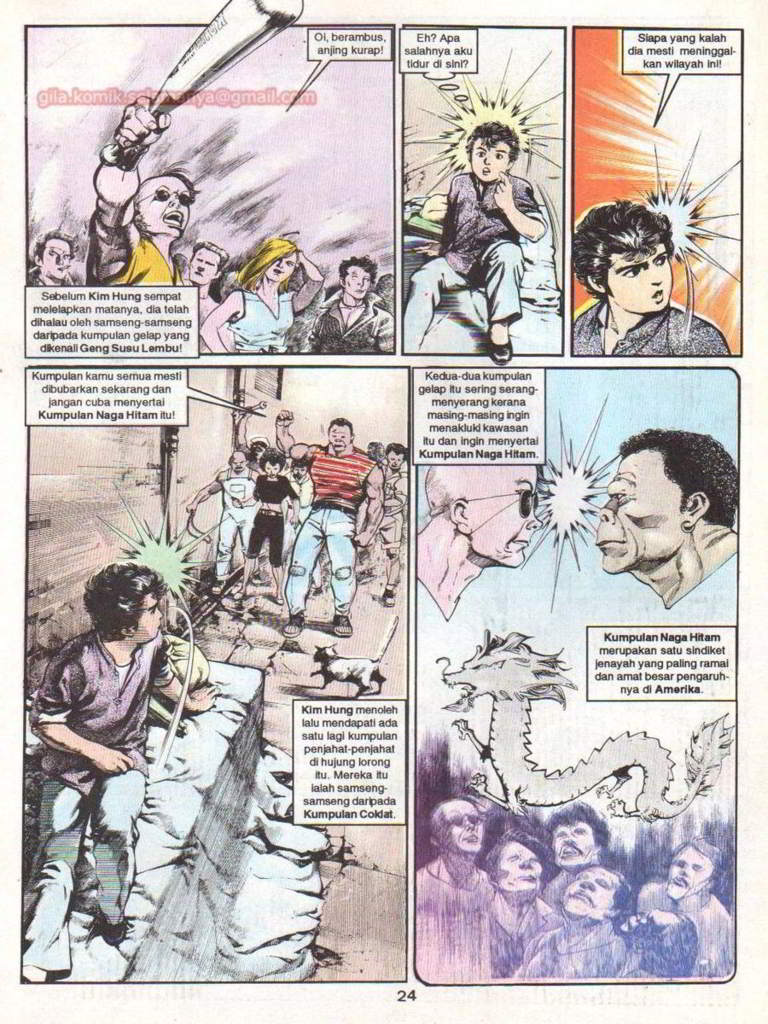 Oi, berambus,
anjing kurap!
gila.komik.selamanya@gmail.com
Sebelum Kim Hung sempat
melelapkan matanya, dia telah
dihalau oleh samseng-samseng
daripada kumpulan gelap yang
dikenali Geng Susu Lembu!
Eh? Apa
salahnya aku
tidur di sini?
Siapa yang kalah
dia mesti meninggal-
kan wilayah ini!
Kumpulan kamu semua mesti
dibubarkan sekarang dan
jangan cuba menyertai
Kumpulan Naga Hitam itu!
Kim Hung menoleh
lalu mendapati ada
satu lagi kumpulan
penjahat-penjahat
di hujung lorong
itu. Mereka itu
ialah samseng-
samseng daripada
Kumpulan Coklat.
Kedua-dua kumpulan
gelap itu sering serang-
menyerang kerana
masing-masing ingin
menakluki kawasan
itu dan ingin menyertai
Kumpulan Naga Hitam.
Kumpulan Naga Hitam
merupakan satu sindiket
jenayah yang paling ramai
dan amat besar pengaruh-
nya di Amerika.
24